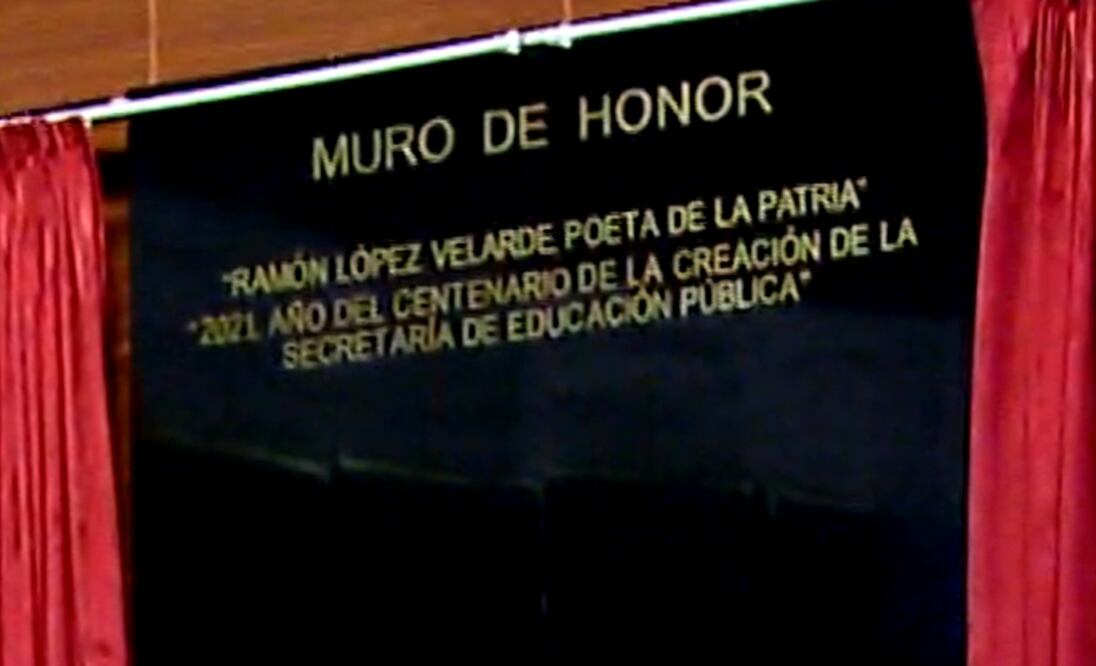 MURO DE HONOR
"RAMÓN LÓPEZ VELARDE POETA DE LA PATRIA"
"2021 AÑO DEL CENTENARIO DE LA CREACIÓN DE LA
SECRETARÍA DE EDUCACIÓN PÚBLICA"